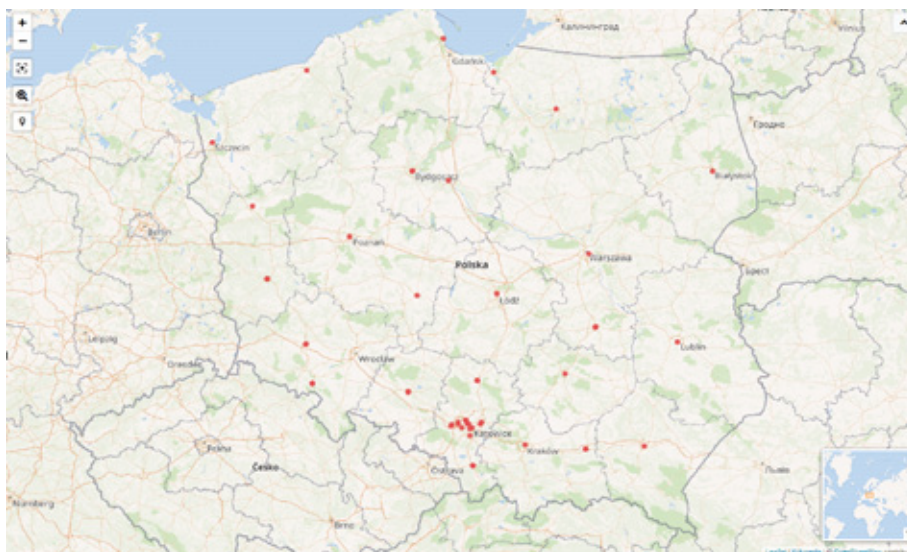 Калининград
Vilnius
Gdańsk
Гродно
Szczecin
Bydgoszcz
Białystok
Berlin
Poznań
Warszawa
Polska
Брест
Łódź
Leipzig
Lublin
Dresden
Wrocław
Katowice
Praha
Kraków
Česko
Ostrava
Львів
Nürnberg
Brno